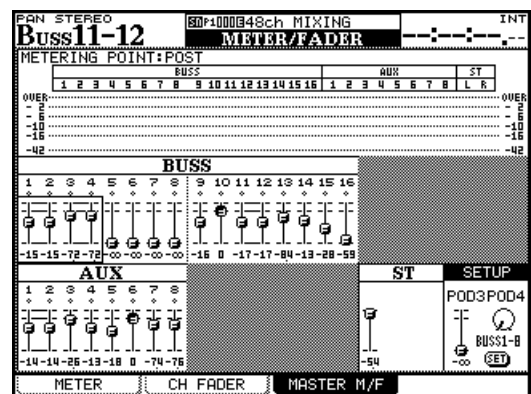 PAN STEREO
Buss11-12
48ch MIXING
METER/FADER
INT
--:--:--.--
METERING POINT:POST
BUSS AUX ST
1 2 3 4 5 6 7 8 9 10 11 12 13 14 15 16 1 2 3 4 5 6 7 8 L R
OVER OVER
- 2 - 2
- 6 - 6
-10 -10
-16 -16
-42 -42
BUSS
1 2 3 4 5 6 7 8 9 10 11 12 13 14 15 16
-15 -15 -72 -72 -∞ -∞ -∞ -∞ -16 0 -17 -17 -84 -13 -28 -59
AUX
ST
SETUP
1 2 3 4 5 6 7 8
POD3 POD4
BUSS1-8
SET
-14 -14 -26 -13 -18 0 -74 -76
-54
-∞
METER
CH FADER
MASTER M/F